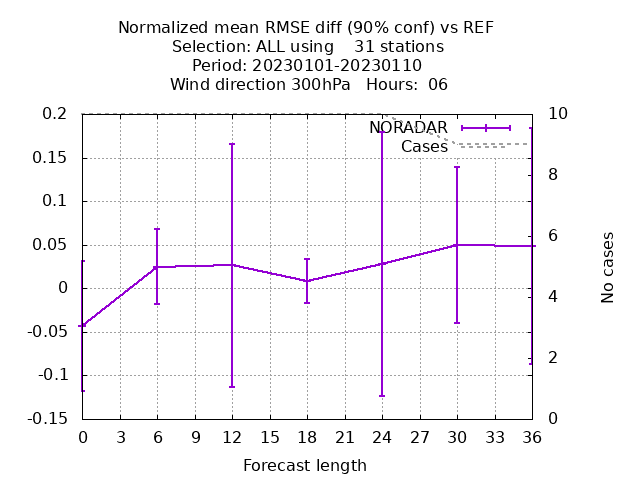 Normalized mean RMSE diff (90% conf) vs REF
Selection: ALL using    31 stations
Period: 20230101-20230110
Wind direction 300hPa   Hours:  06
NORADAR
Cases
0.2
0.15
0.1
0.05
0
-0.05
-0.1
-0.15
10
8
6
4
2
0
No cases
0 3 6 9 12 15 18 21 24 27 30 33 36
Forecast length